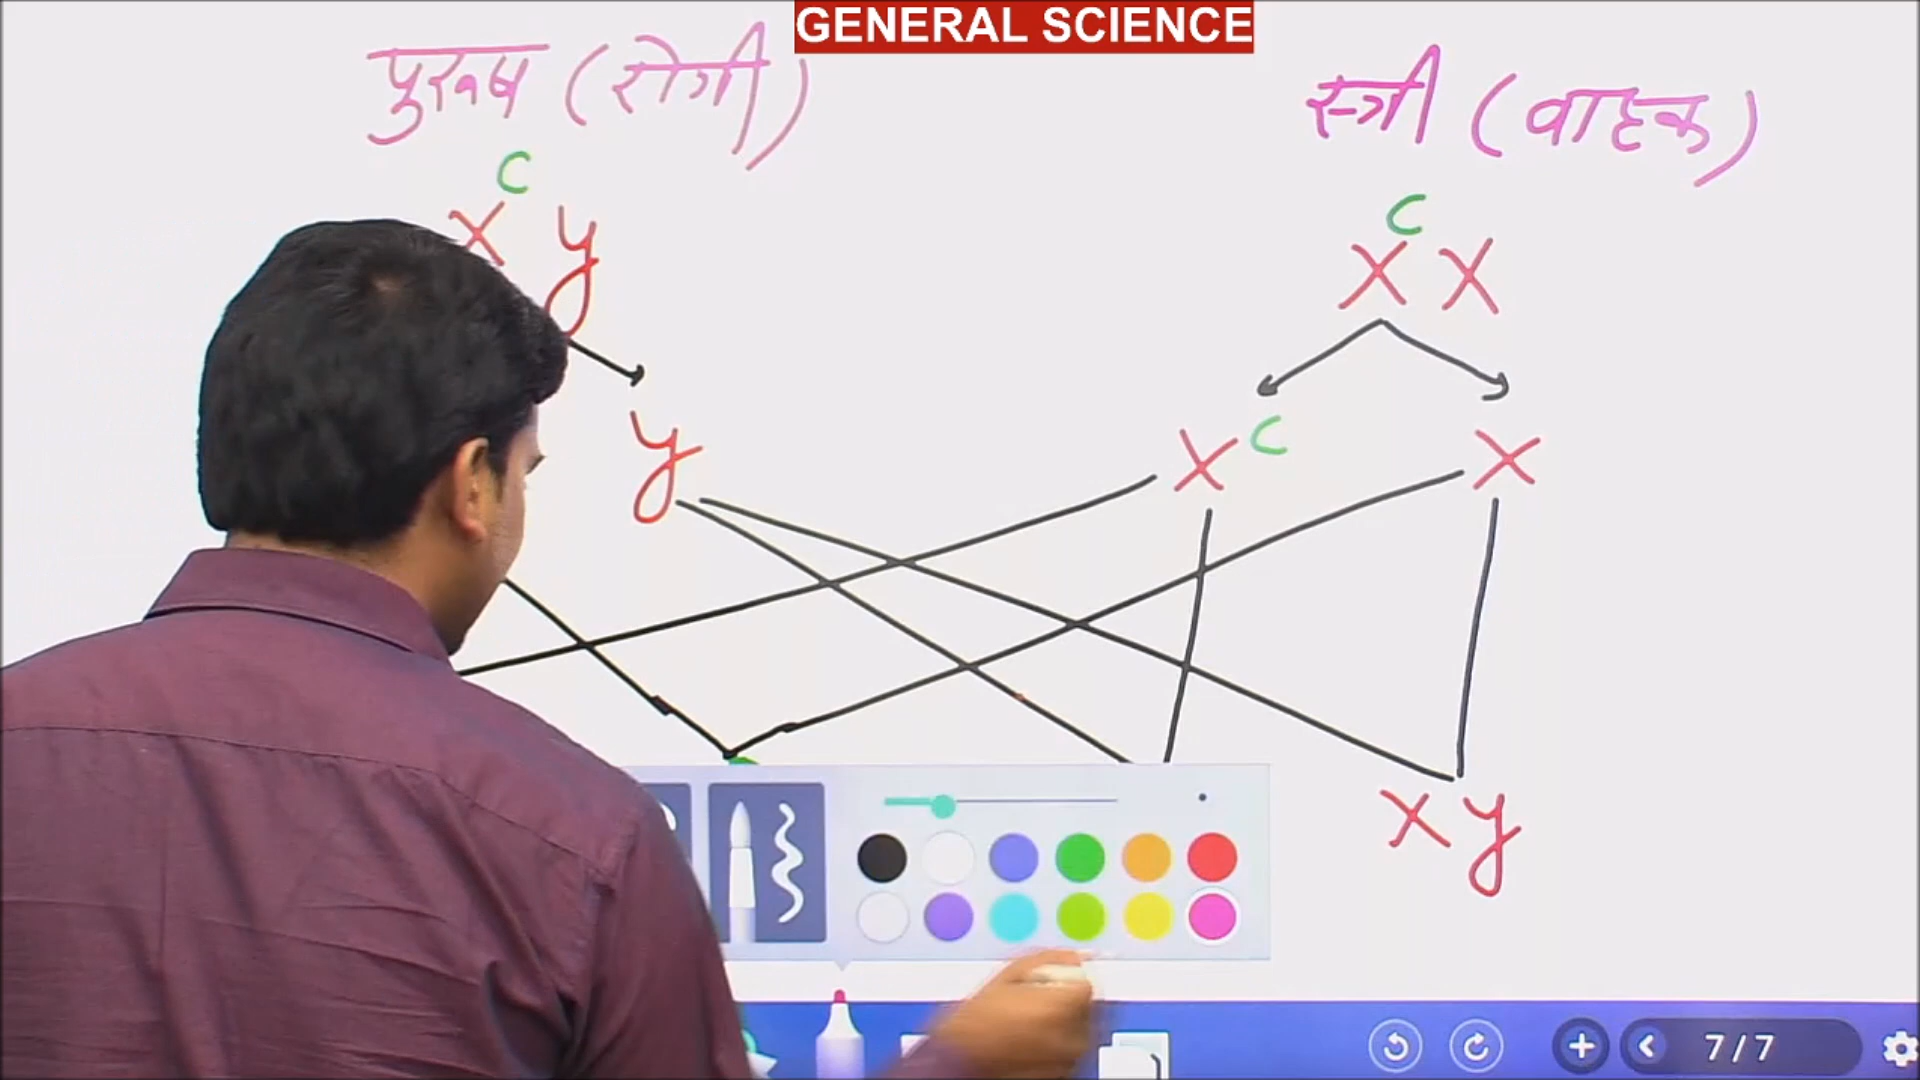 GENERAL SCIENCE
पुरुष (रोगी)
स्त्री (वाहक)
C
X y
C
X X
y
X C
X
X y
7/7